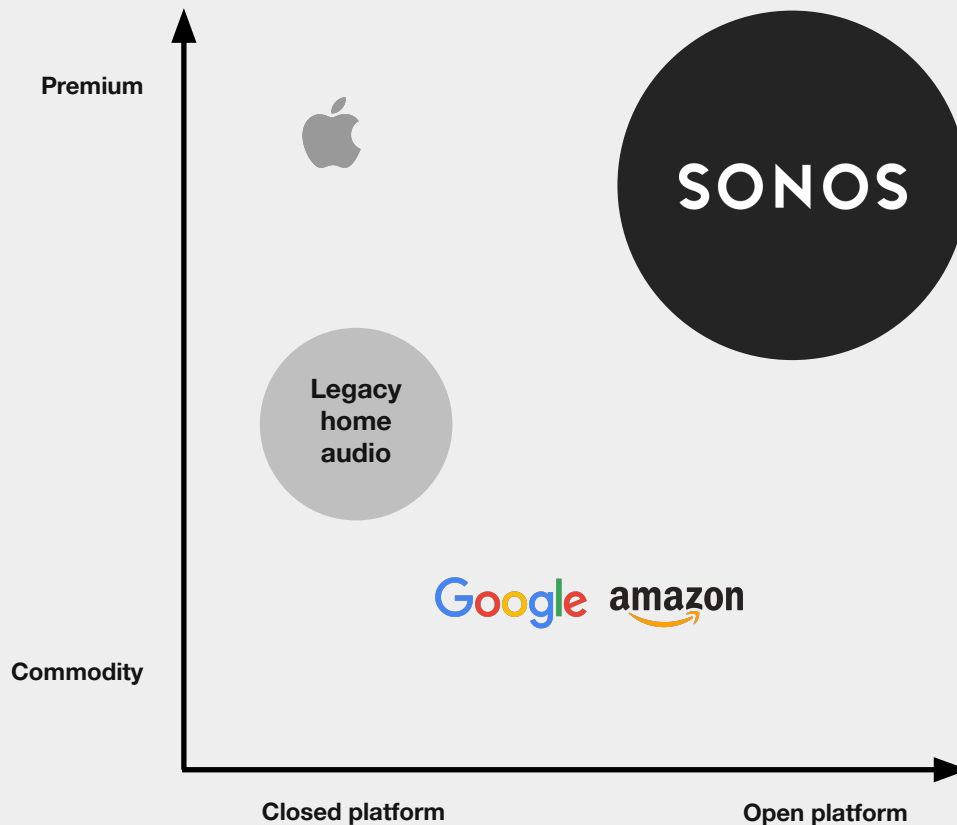 Premium
SONOS
Legacy
home
audio
Google amazon
Commodity
Closed platform Open platform